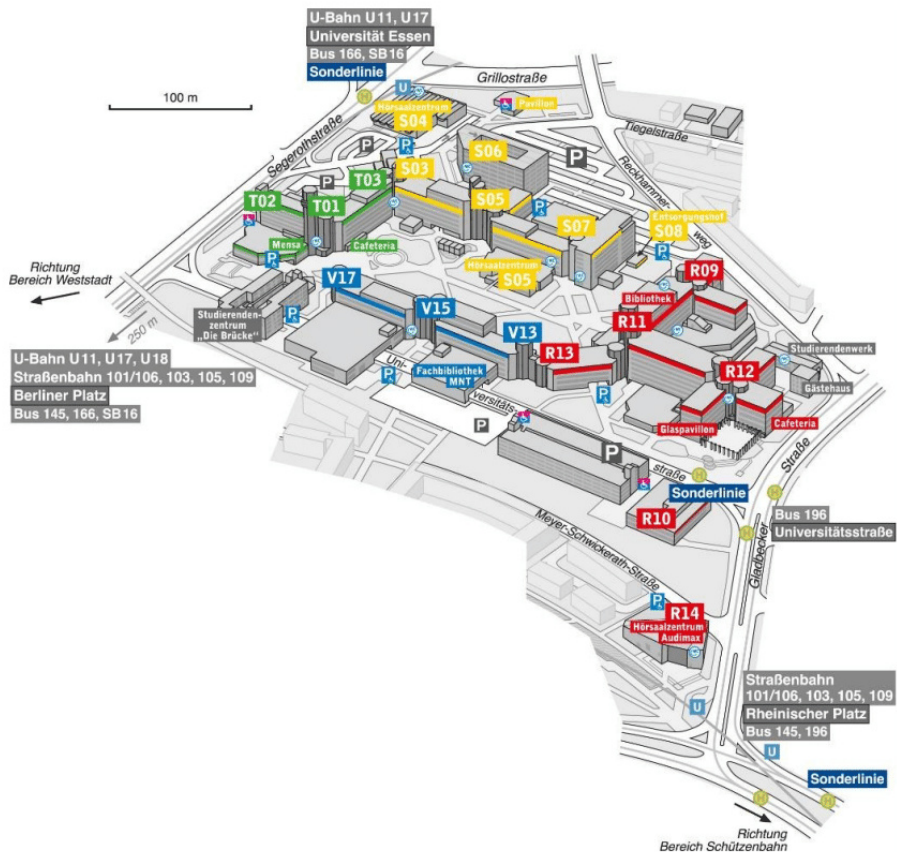 U-Bahn U11, U17
Universität Essen
Bus 166, SB16
Sonderlinie
100 m
Grillostraße
U
H
Hörsaalzentrum
S04
Pavillon
Tiegelstraße
Segerothstraße
P
P
S06
P
Reckhammer-
weg
S03
T03
P
T02
T01
S05
P
S07
Entsorgungshof
S08
P
Mensa
Cafeteria
P
Hörsaalzentrum
S05
R09
Richtung
Bereich Weststadt
V17
Bibliothek
250 m
Studierenden-
zentrum
„Die Brücke“
P
V15
V13
R11
R13
Studierendenwerk
U-Bahn U11, U17, U18
Straßenbahn 101/106, 103, 105, 109
Berliner Platz
Bus 145, 166, SB16
Uni-
P
Fachbibliothek
MNT
versitäts-
P
R12
Gästehaus
Glaspavillon
Cafeteria
P
P
straße
H
Sonderlinie
H
Straße
R10
Bus 196
Universitätsstraße
H
Gladbecker
Meyer-Schwickerath-Straße
P
R14
Hörsaalzentrum
Audimax
Straßenbahn
101/106, 103, 105, 109
Rheinischer Platz
Bus 145, 196
U
U
Sonderlinie
H
H
Richtung
Bereich Schützenbahn